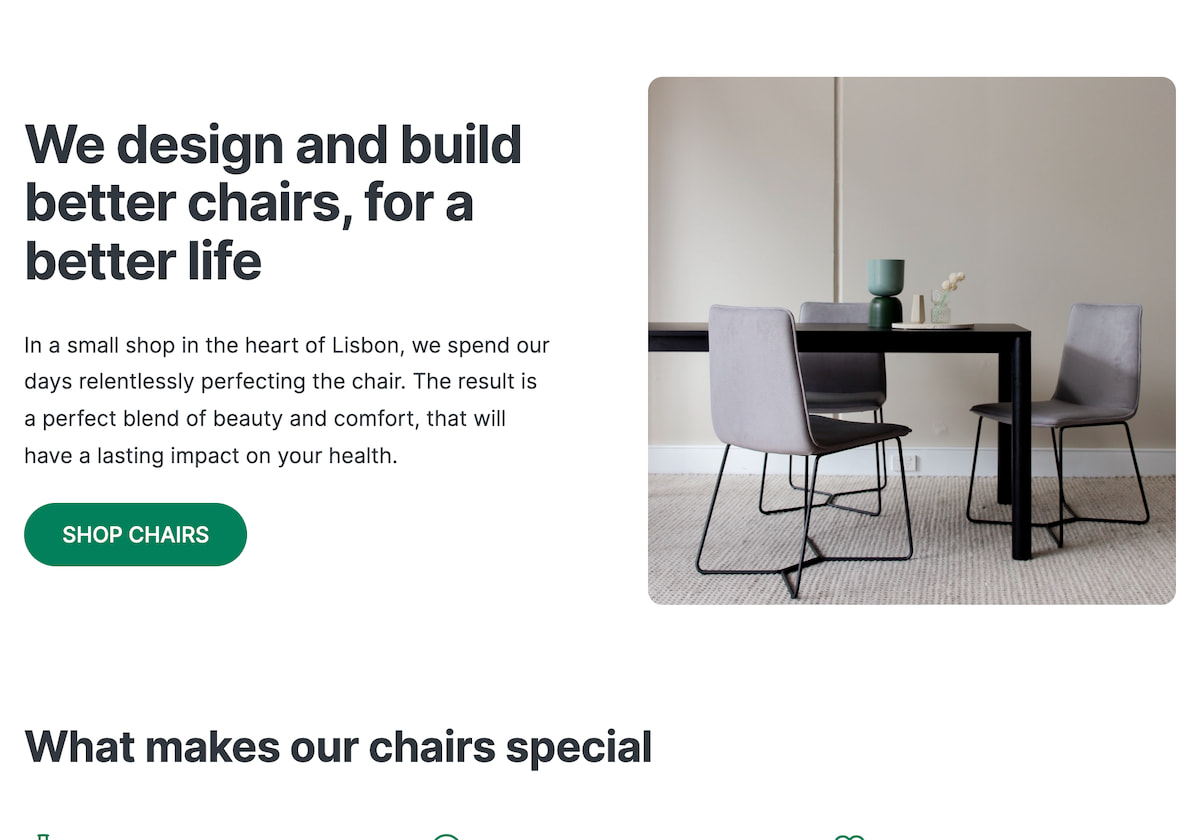 We design and build
better chairs, for a
better life
In a small shop in the heart of Lisbon, we spend our
days relentlessly perfecting the chair. The result is
a perfect blend of beauty and comfort, that will
have a lasting impact on your health.
SHOP CHAIRS
What makes our chairs special